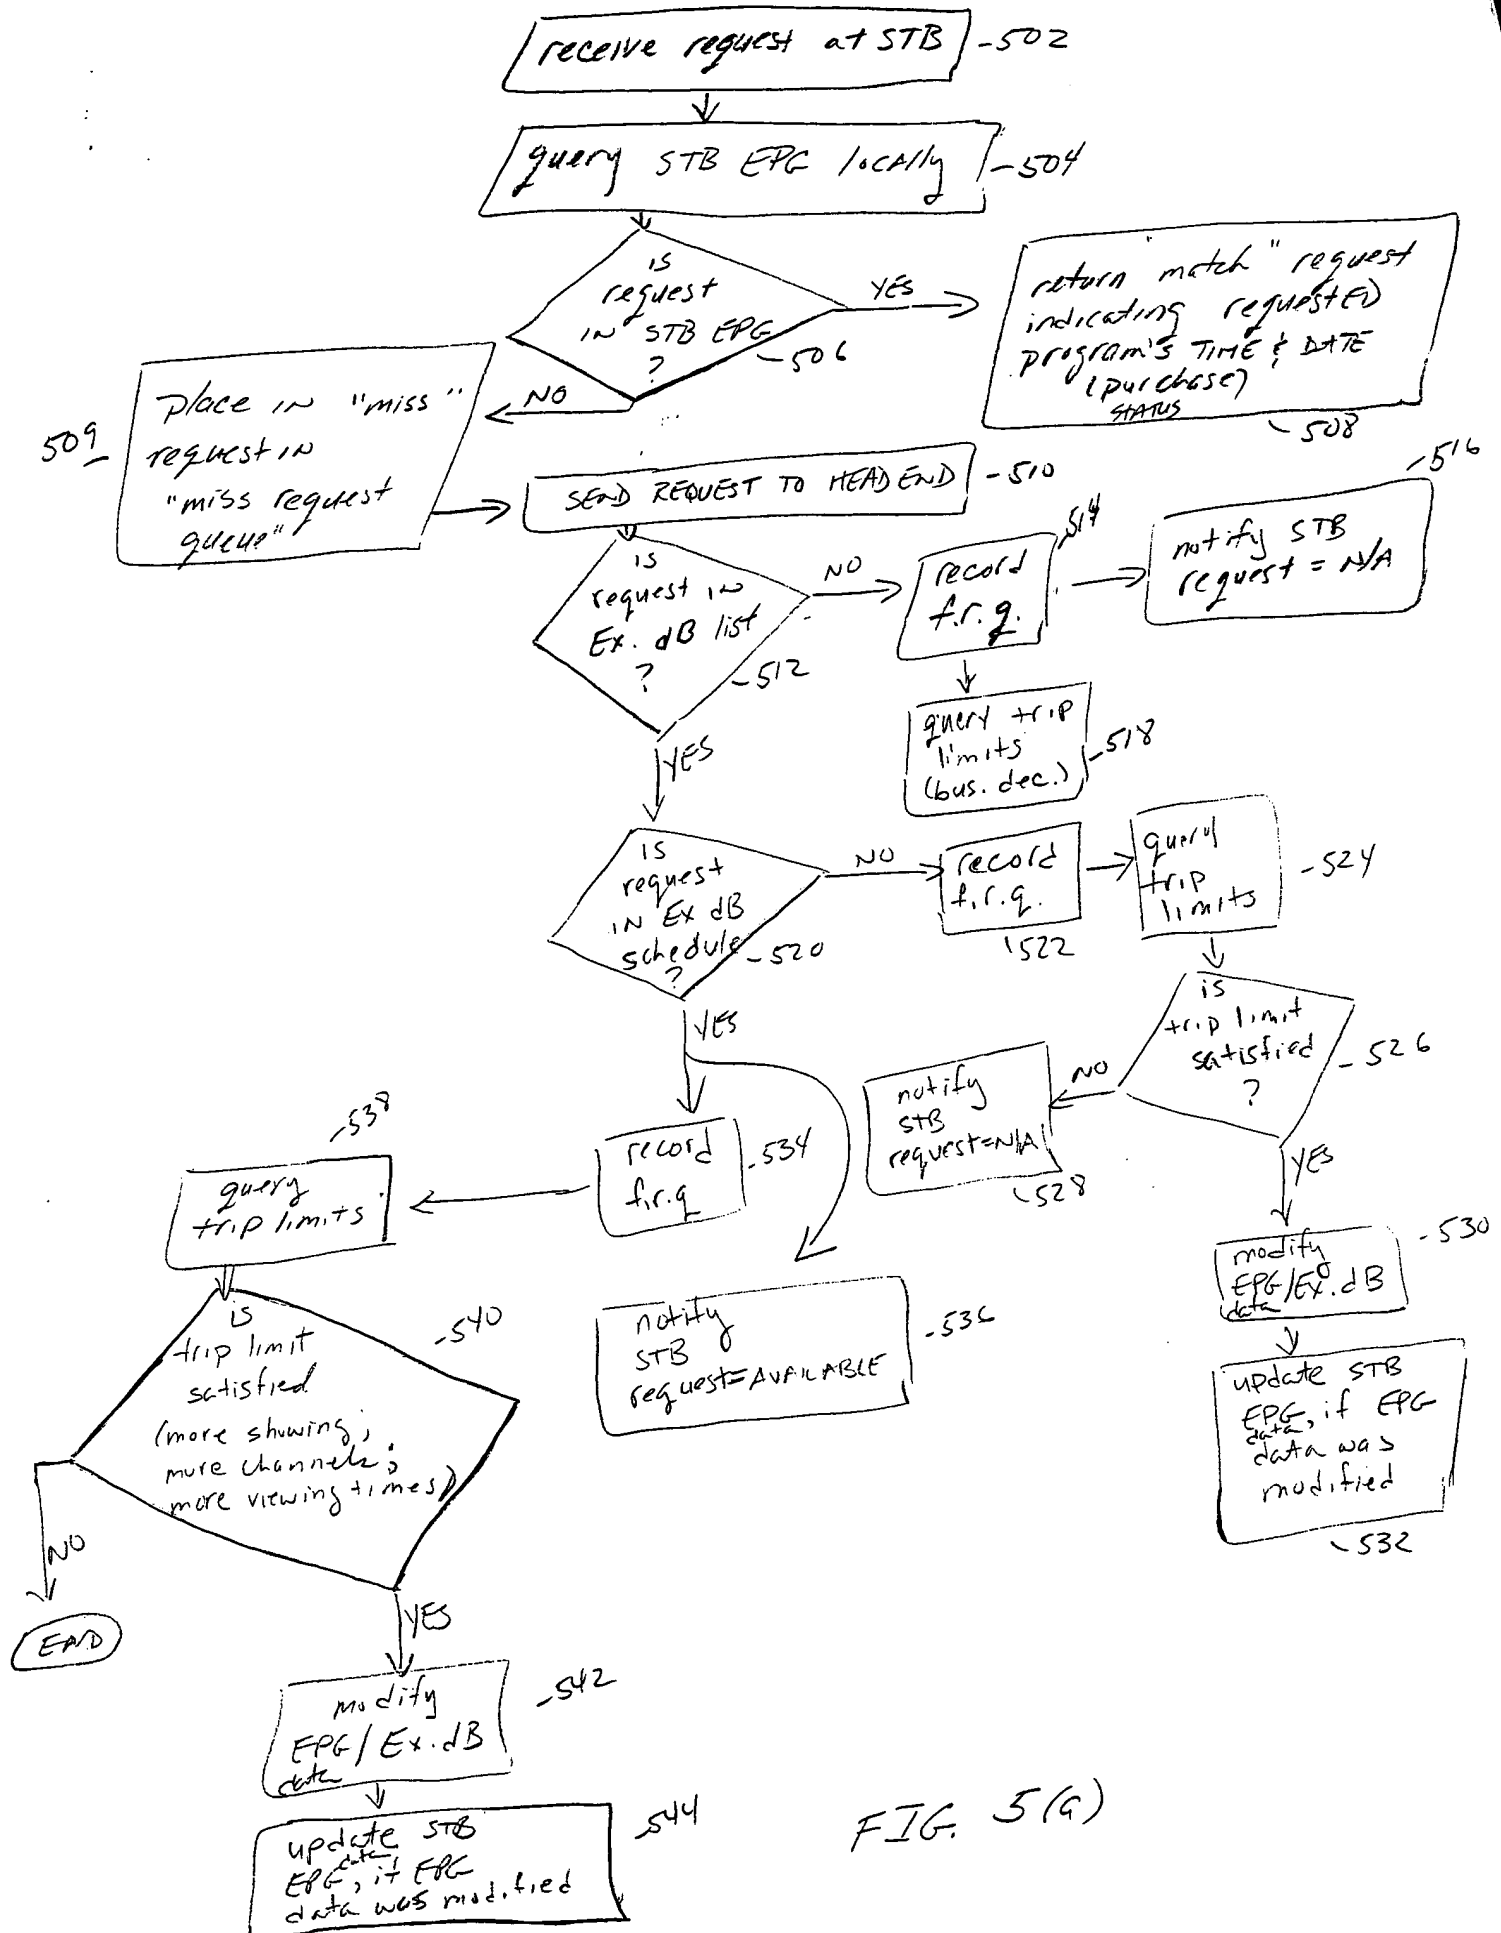 receive request at STB
502
query STB EPG locally
504
is
request
IN STB EPG
?
506
YES
return "match" request
indicating requestED
program's TIME & DATE
(purchase)
STATUS
508
NO
509
place IN "miss"
request IN
"miss request
queue"
SEND REQUEST TO HEADEND
510
is
request IN
Ex. dB list
?
512
NO
record
f.r.q.
514
notify STB
request = N/A
516
query trip
limits
(bus. dec.)
518
YES
is
request
IN Ex dB
schedule
?
520
NO
record
f.r.q.
522
query
trip
limits
524
is
trip limit
satisfied
?
526
NO
notify
STB
request=N/A
528
YES
modify
EPG/Ex.dB
data
530
update STB
EPG, if EPG
data
data was
modified
532
YES
record
f.r.q
534
notify
STB
request=AVAILABLE
536
query
trip limits
538
is
trip limit
satisfied
(more showing;
more channels;
more viewing times)
540
NO
END
YES
modify
EPG/Ex.dB
data
542
update STB
data
EPG, if EPG
data was modified
544
FIG. 5(a)